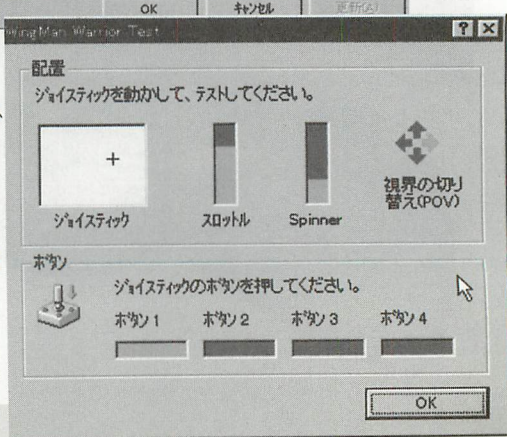 OK キャンセル 更新(A)
WingMan Warrior Test
配置
ジョイスティックを動かして、テストしてください。
ジョイスティック スロットル Spinner 視界の切り
替え(POV)
ボタン
ジョイスティックのボタンを押してください。
ボタン 1 ボタン 2 ボタン 3 ボタン 4
OK